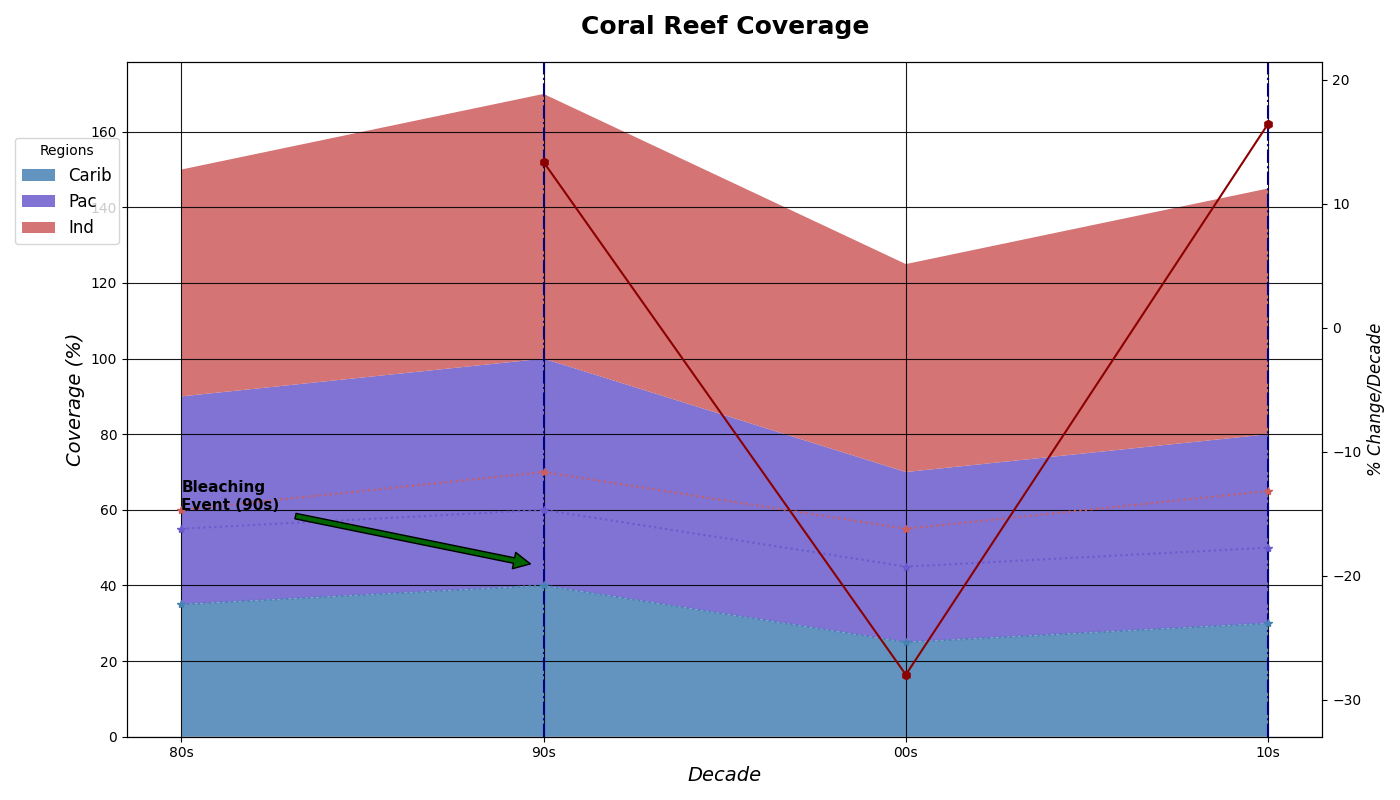 Coral Reef Coverage
Regions
Carib
Pac
Ind
160
140
120
100
80
60
40
20
0
Coverage (%)
Bleaching
Event (90s)
20
10
0
−10
−20
−30
% Change/Decade
80s
90s
00s
10s
Decade